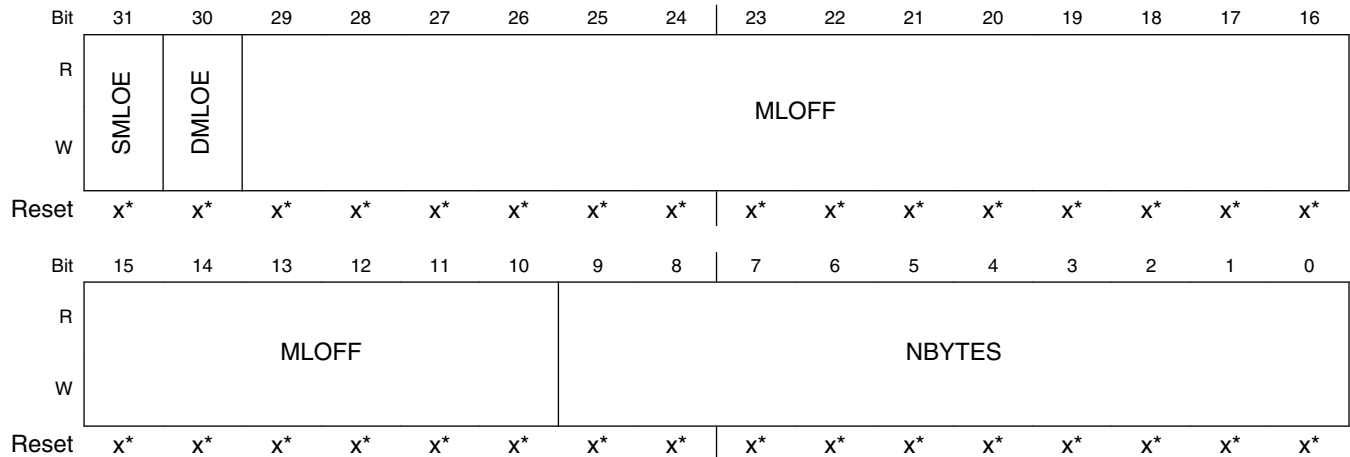 Bit 31 30 29 28 27 26 25 24 23 22 21 20 19 18 17 16
R
SMLOE DMLOE MLOFF
W
Reset x* x* x* x* x* x* x* x* x* x* x* x* x* x* x* x*
Bit 15 14 13 12 11 10 9 8 7 6 5 4 3 2 1 0
R
MLOFF NBYTES
W
Reset x* x* x* x* x* x* x* x* x* x* x* x* x* x* x* x*